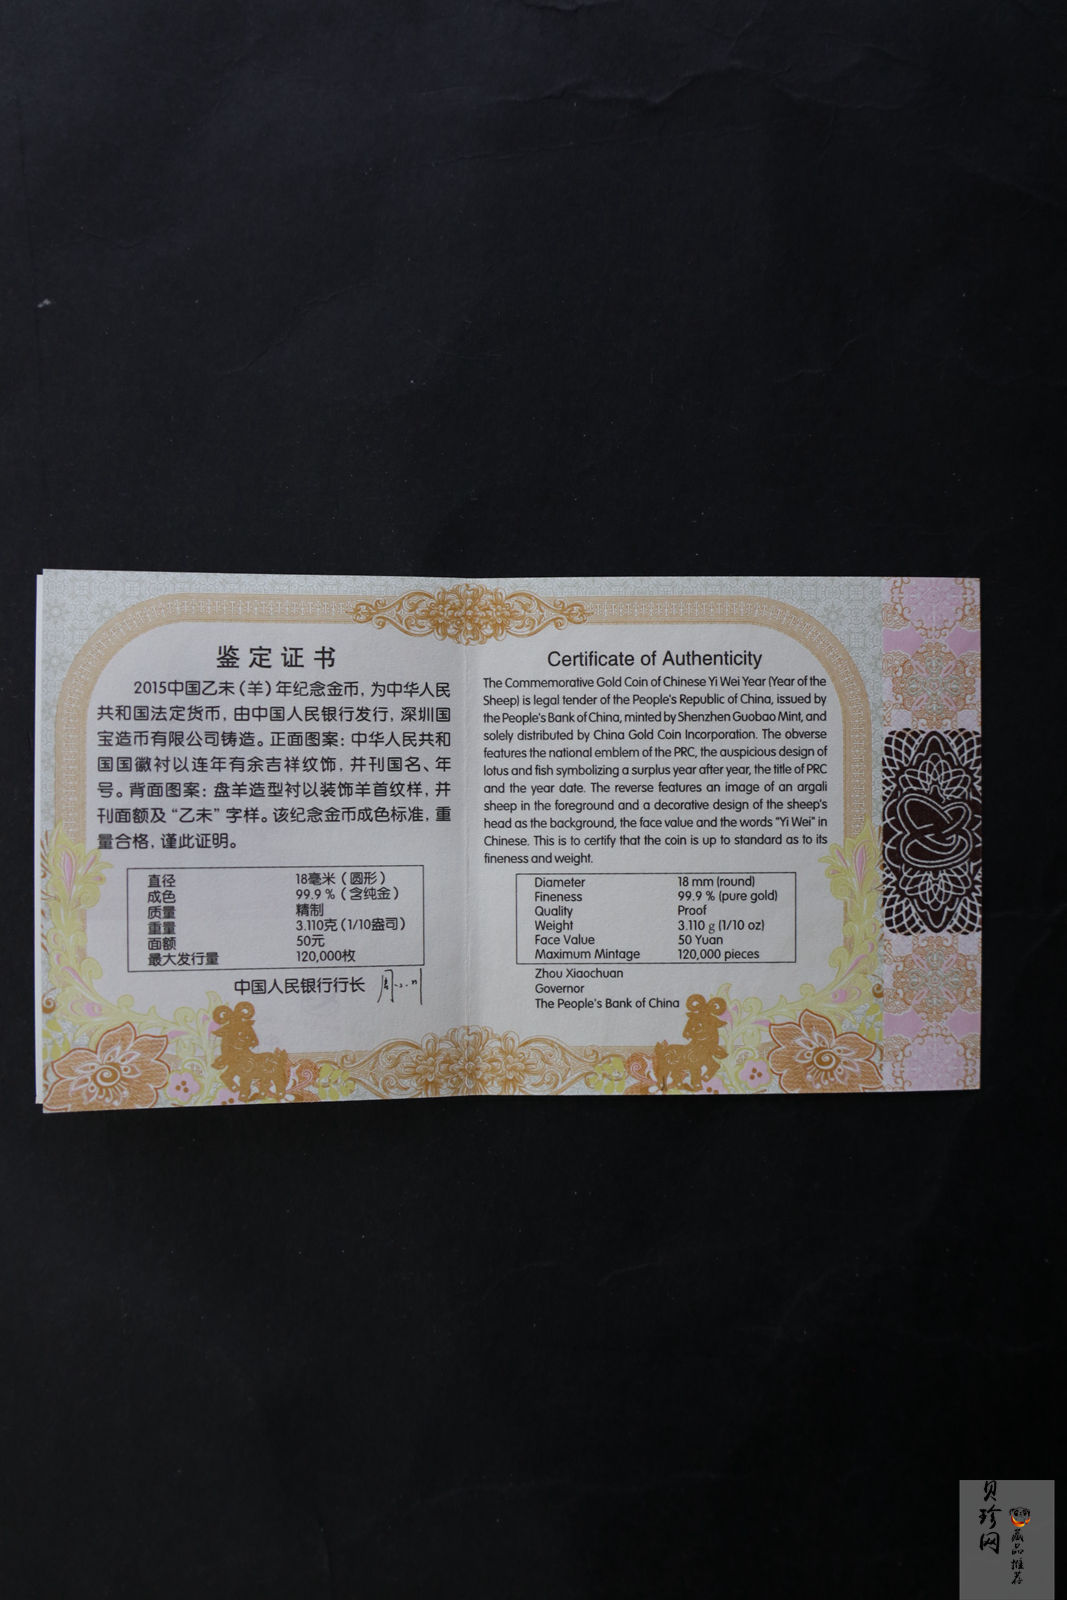 鉴定证书
2015中国乙未（羊）年纪念金币，为中华人民
共和国法定货币，由中国人民银行发行，深圳国
宝造币有限公司铸造。正面图案：中华人民共和
国国徽衬以连年有余吉祥纹饰，并刊国名、年
号。背面图案：盘羊造型衬以装饰羊首纹样，并
刊面额及“乙未”字样。该纪念金币成色标准，重
量合格，谨此证明。
直径 18毫米（圆形）
成色 99.9％（含纯金）
质量 精制
重量 3.110克（1/10盎司）
面额 50元
最大发行量 120,000枚
中国人民银行行长
Certificate of Authenticity
The Commemorative Gold Coin of Chinese Yi Wei Year (Year of the
Sheep) is legal tender of the People's Republic of China, issued by
the People's Bank of China, minted by Shenzhen Guobao Mint, and
solely distributed by China Gold Coin Incorporation. The obverse
features the national emblem of the PRC, the auspicious design of
lotus and fish symbolizing a surplus year after year, the title of PRC
and the year date. The reverse features an image of an argali
sheep in the foreground and a decorative design of the sheep's
head as the background, the face value and the words "Yi Wei" in
Chinese. This is to certify that the coin is up to standard as to its
fineness and weight.
Diameter 18 mm (round)
Fineness 99.9 % (pure gold)
Quality Proof
Weight 3.110 g (1/10 oz)
Face Value 50 Yuan
Maximum Mintage 120,000 pieces
Zhou Xiaochuan
Governor
The People's Bank of China
贝珍网
藏品推荐